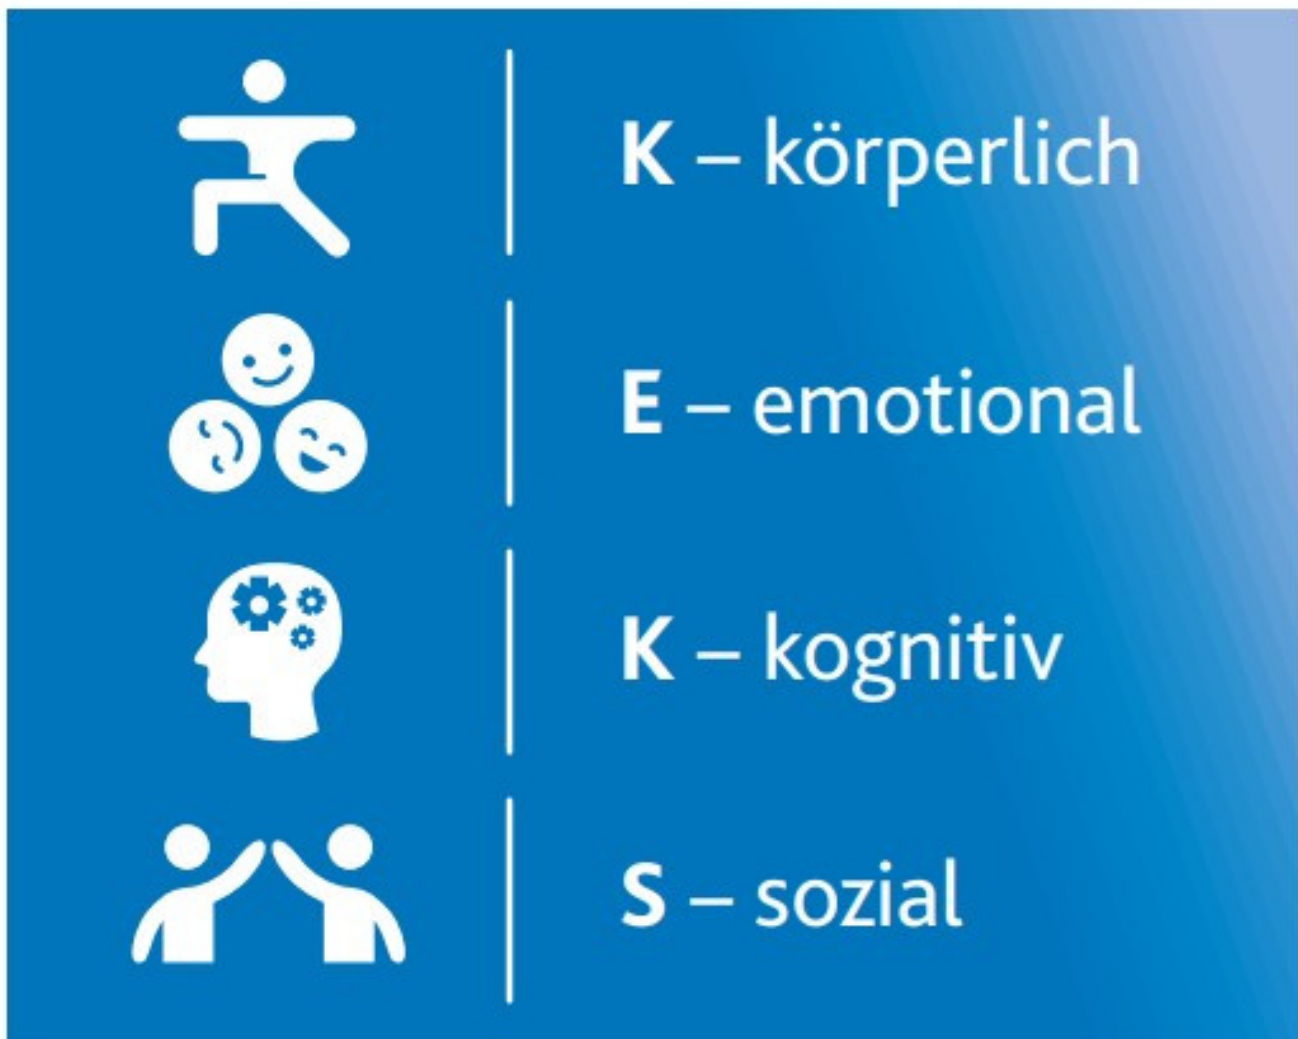 K – körperlich
E – emotional
K – kognitiv
S – sozial